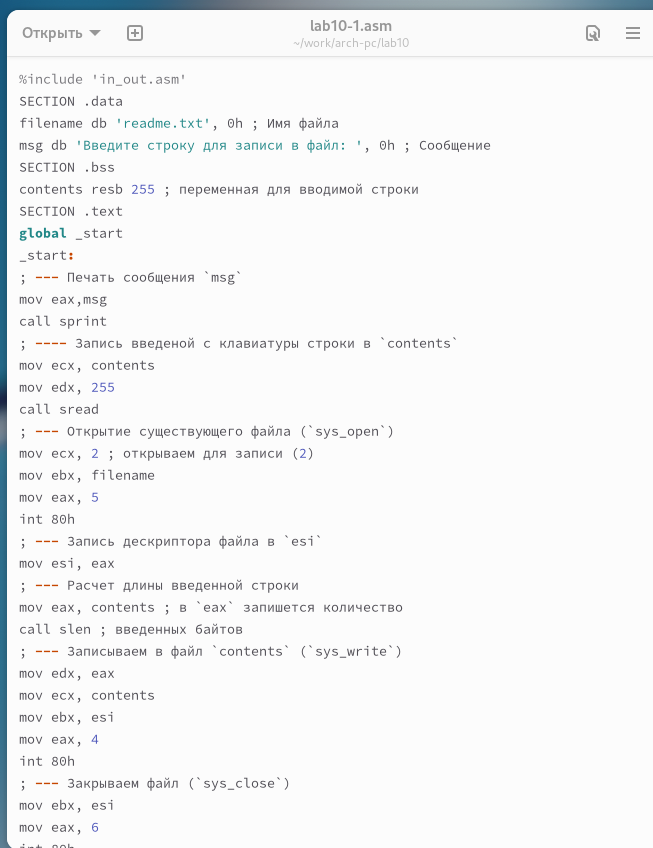 Открыть
lab10-1.asm
~/work/arch-pc/lab10
%include 'in_out.asm'
SECTION .data
filename db 'readme.txt', 0h ; Имя файла
msg db 'Введите строку для записи в файл: ', 0h ; Сообщение
SECTION .bss
contents resb 255 ; переменная для вводимой строки
SECTION .text
global _start
_start:
; --- Печать сообщения `msg`
mov eax,msg
call sprint
; ---- Запись введеной с клавиатуры строки в `contents`
mov ecx, contents
mov edx, 255
call sread
; --- Открытие существующего файла (`sys_open`)
mov ecx, 2 ; открываем для записи (2)
mov ebx, filename
mov eax, 5
int 80h
; --- Запись дескриптора файла в `esi`
mov esi, eax
; --- Расчет длины введенной строки
mov eax, contents ; в `eax` запишется количество
call slen ; введенных байтов
; --- Записываем в файл `contents` (`sys_write`)
mov edx, eax
mov ecx, contents
mov ebx, esi
mov eax, 4
int 80h
; --- Закрываем файл (`sys_close`)
mov ebx, esi
mov eax, 6
int 80h